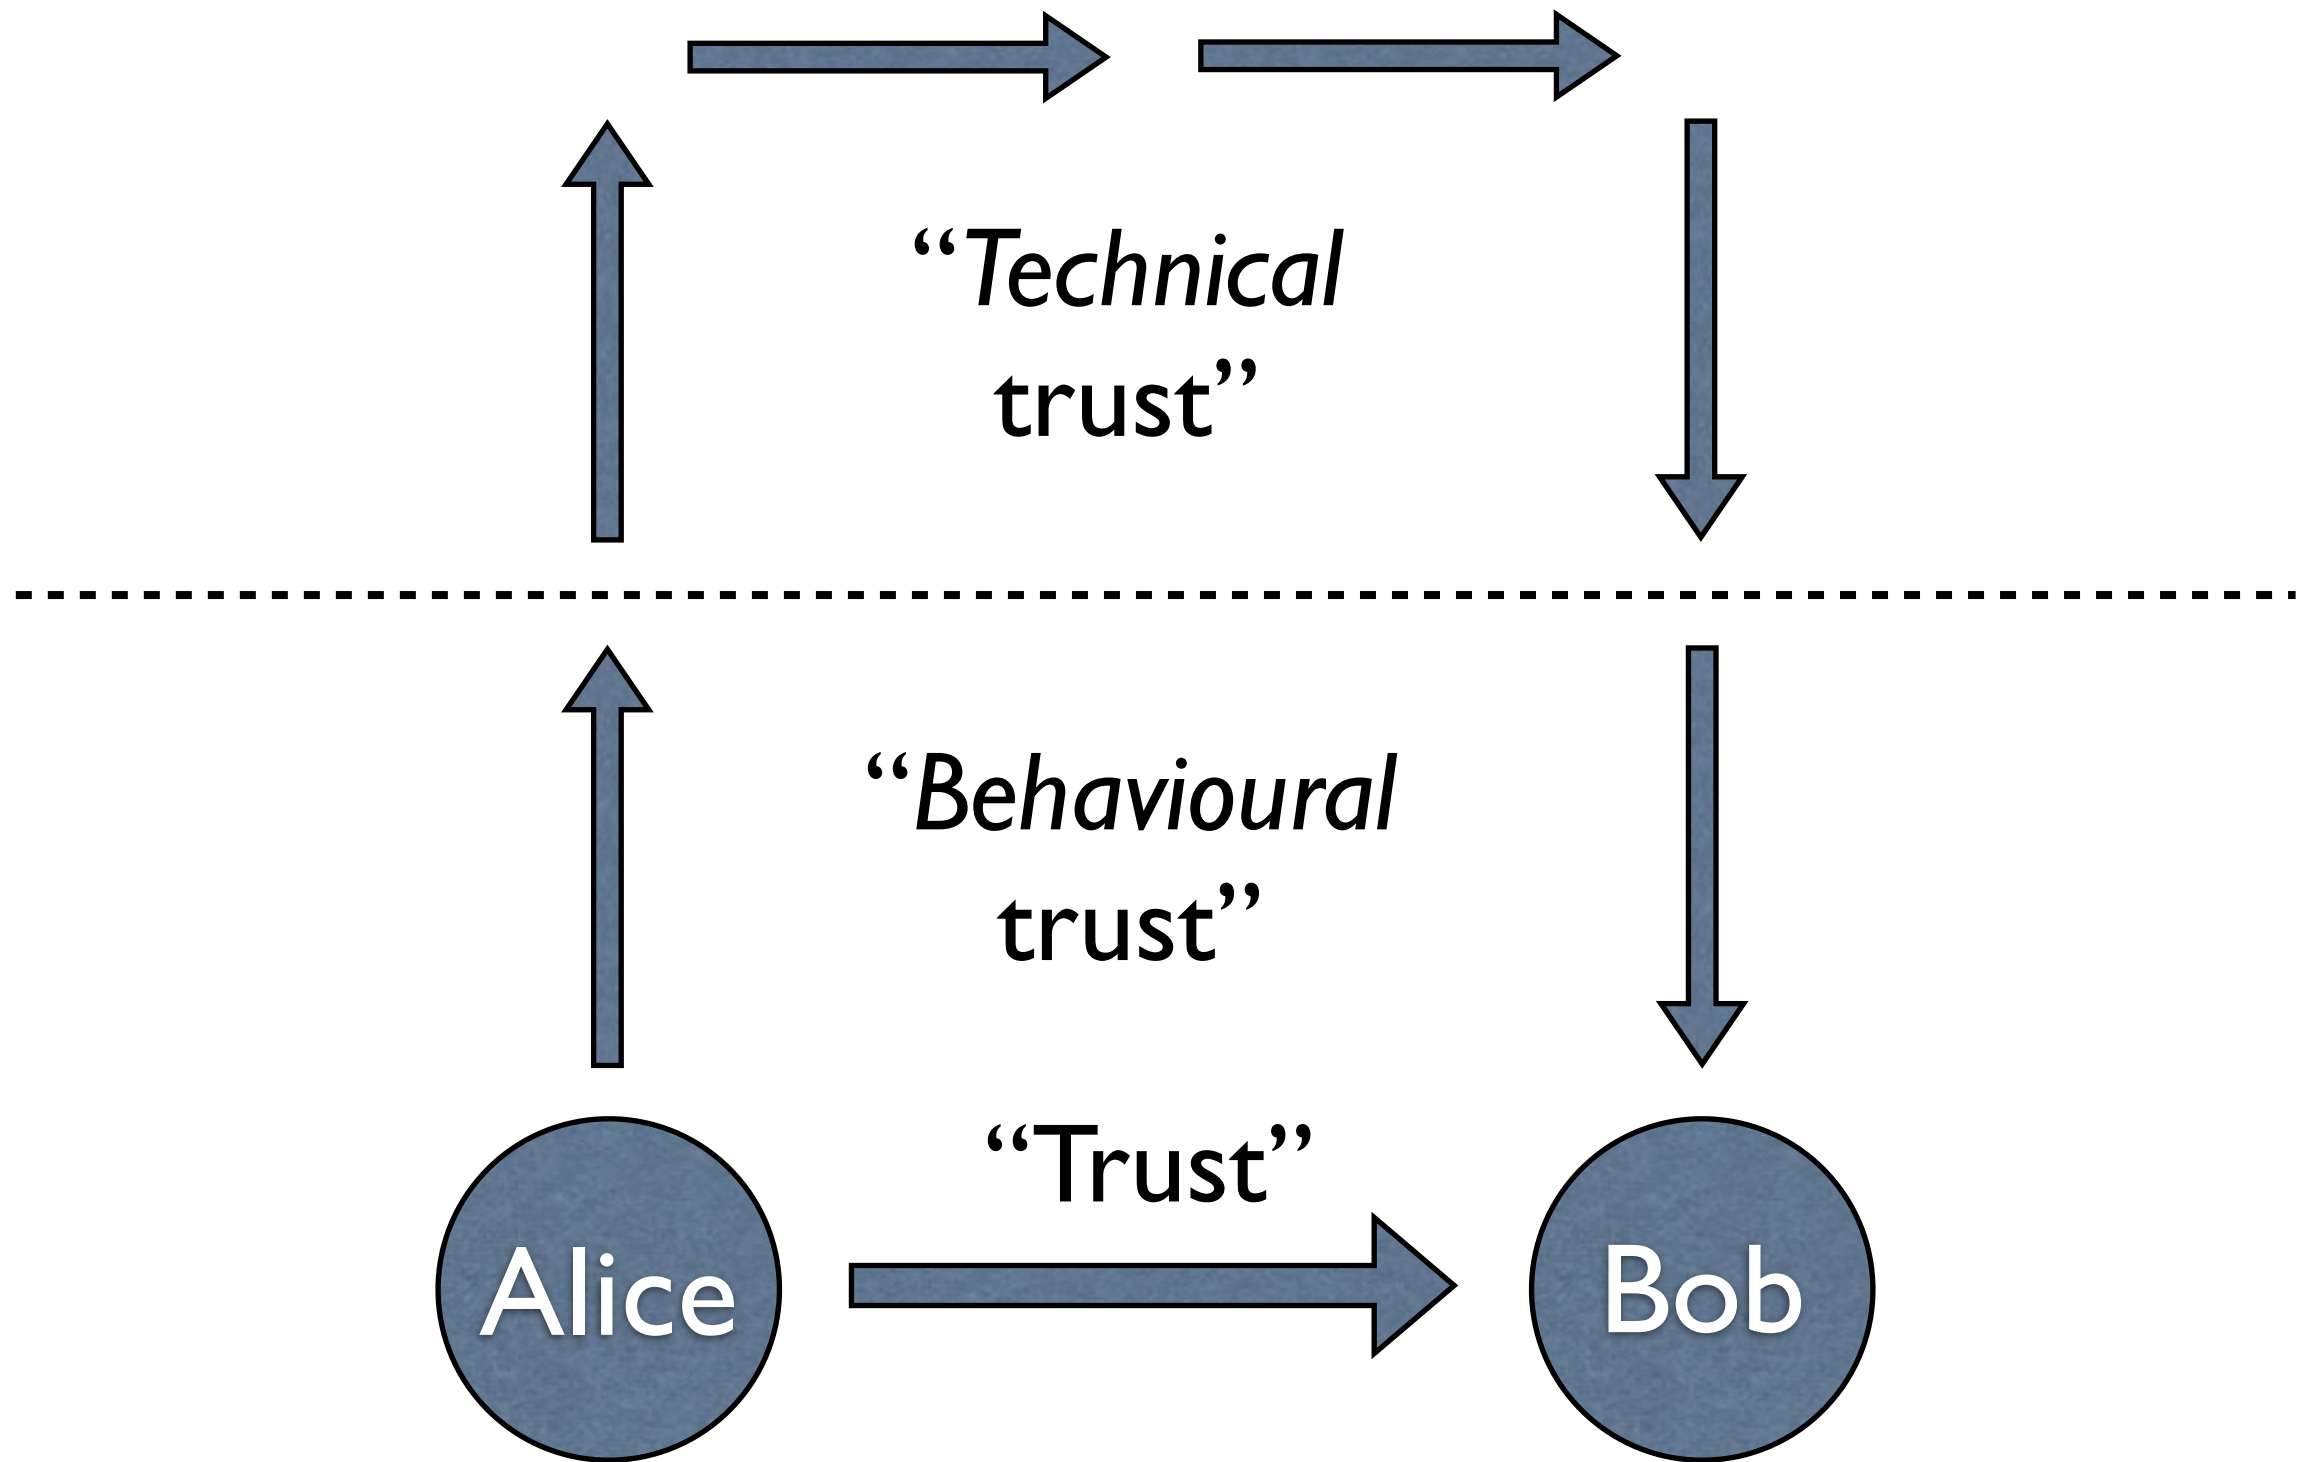 “Technical
trust”
“Behavioural
trust”
“Trust”
Alice
Bob